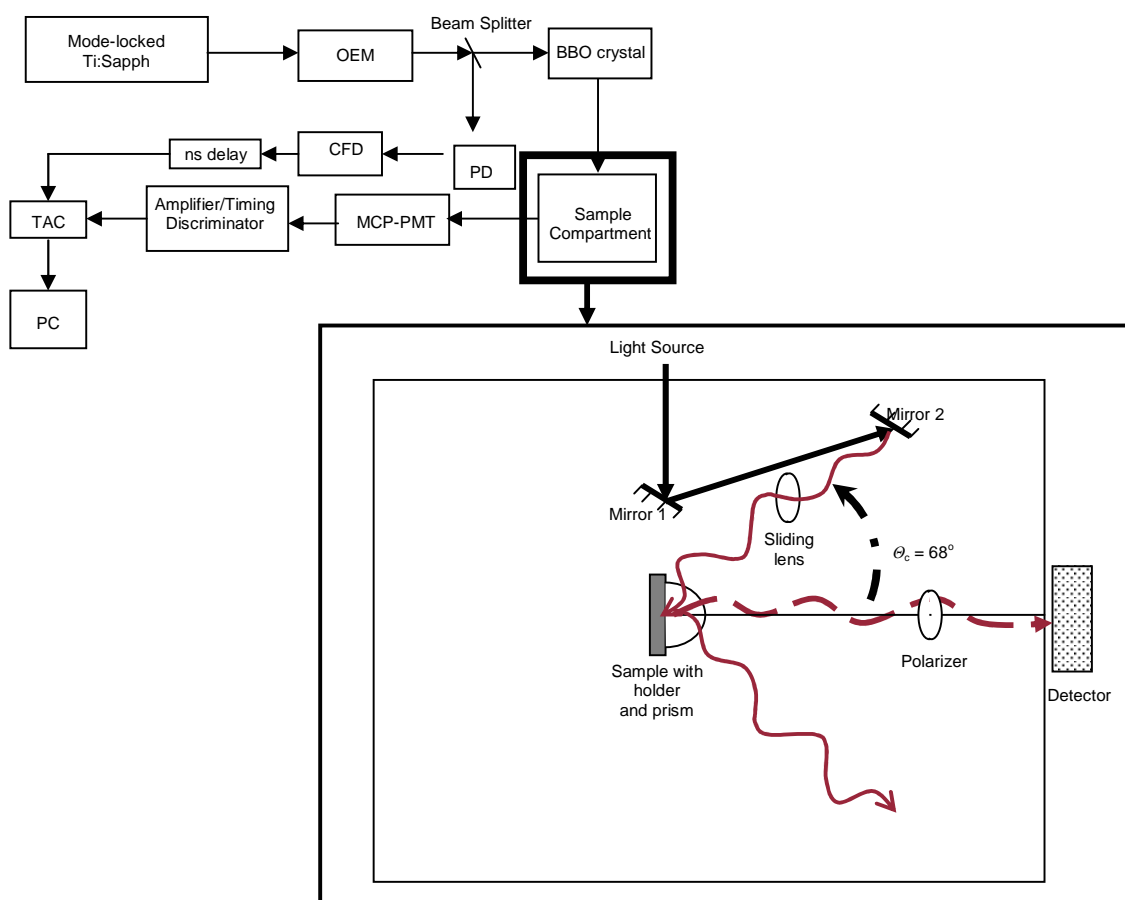 Beam Splitter
Mode-locked
Ti:Sapph
OEM
BBO crystal
ns delay
CFD
PD
TAC
Amplifier/Timing
Discriminator
MCP-PMT
Sample
Compartment
PC
Light Source
Mirror 2
Mirror 1
Sliding
lens
Θc = 68°
Sample with
holder
and prism
Polarizer
Detector